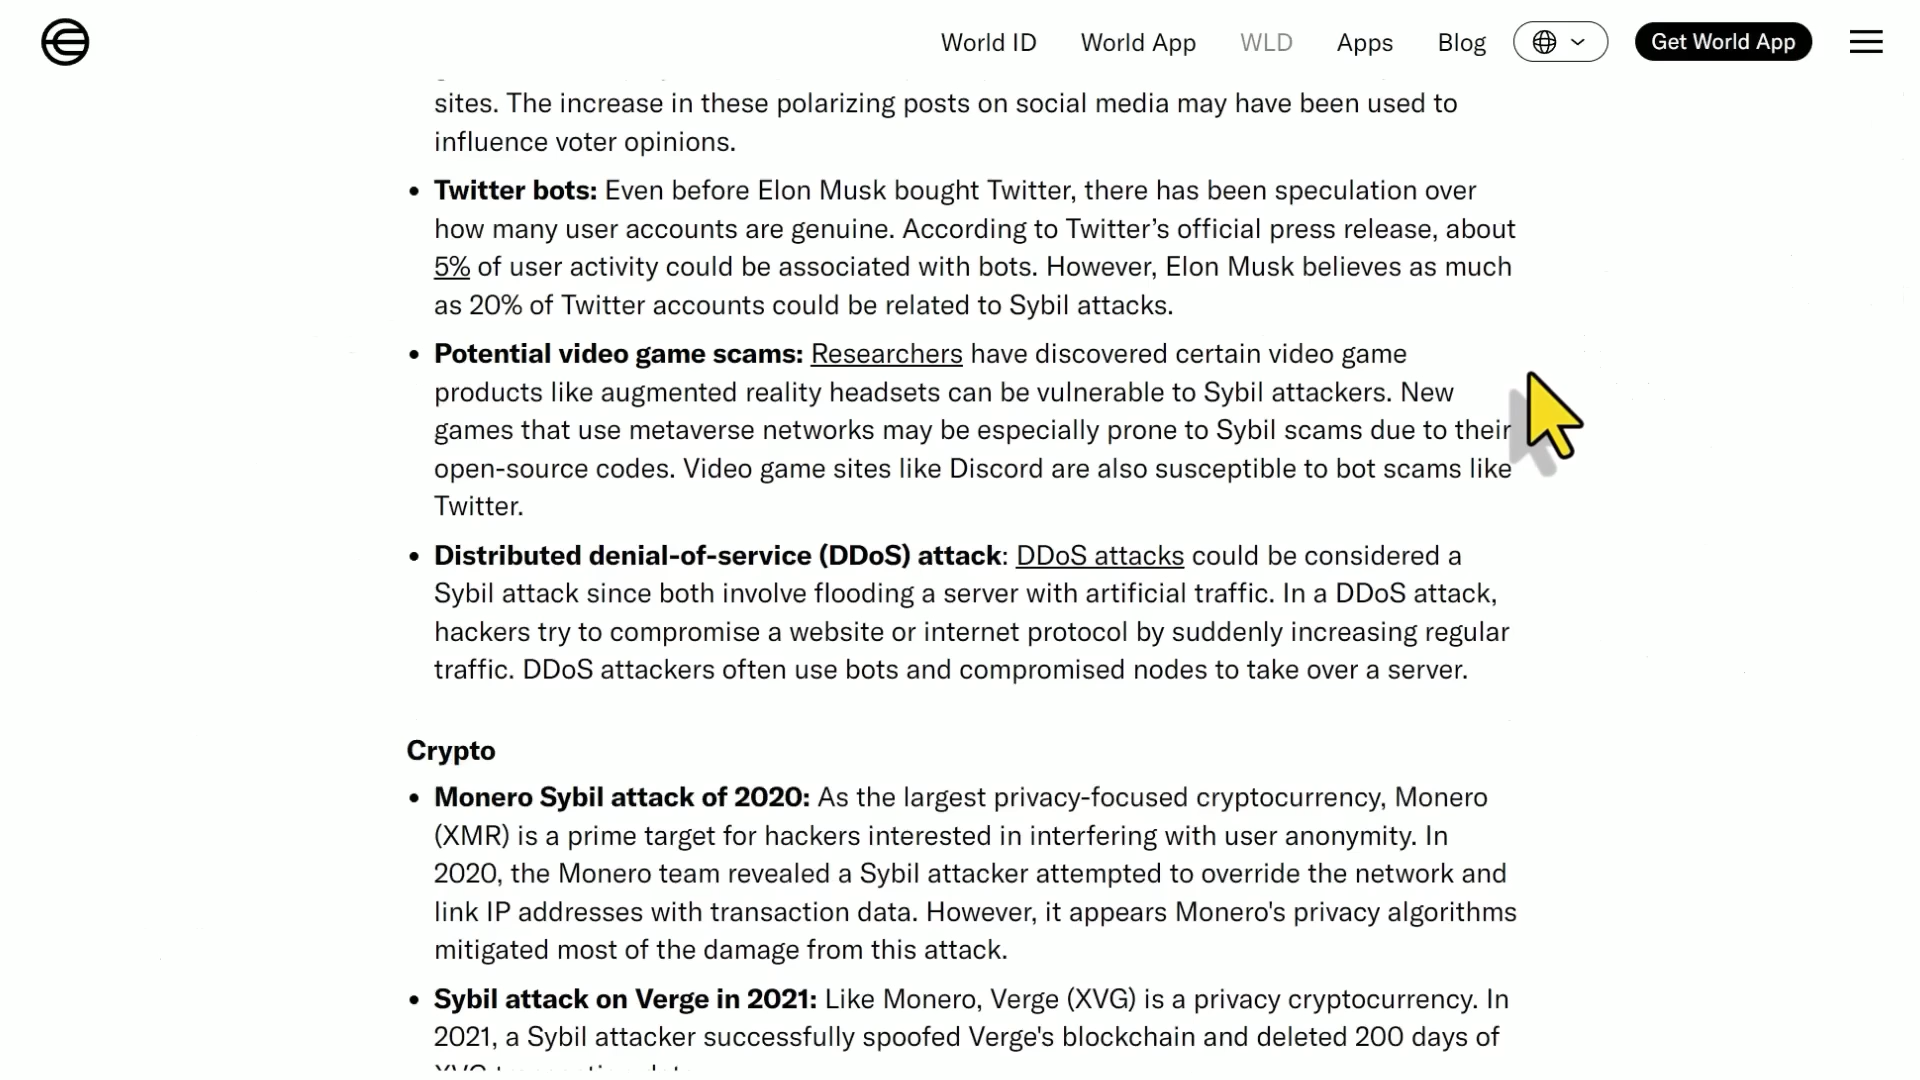 World ID World App WLD Apps Blog Get World App
sites. The increase in these polarizing posts on social media may have been used to
influence voter opinions.
• Twitter bots: Even before Elon Musk bought Twitter, there has been speculation over
how many user accounts are genuine. According to Twitter’s official press release, about
5% of user activity could be associated with bots. However, Elon Musk believes as much
as 20% of Twitter accounts could be related to Sybil attacks.
• Potential video game scams: Researchers have discovered certain video game
products like augmented reality headsets can be vulnerable to Sybil attackers. New
games that use metaverse networks may be especially prone to Sybil scams due to their
open-source codes. Video game sites like Discord are also susceptible to bot scams like
Twitter.
• Distributed denial-of-service (DDoS) attack: DDoS attacks could be considered a
Sybil attack since both involve flooding a server with artificial traffic. In a DDoS attack,
hackers try to compromise a website or internet protocol by suddenly increasing regular
traffic. DDoS attackers often use bots and compromised nodes to take over a server.
Crypto
• Monero Sybil attack of 2020: As the largest privacy-focused cryptocurrency, Monero
(XMR) is a prime target for hackers interested in interfering with user anonymity. In
2020, the Monero team revealed a Sybil attacker attempted to override the network and
link IP addresses with transaction data. However, it appears Monero's privacy algorithms
mitigated most of the damage from this attack.
• Sybil attack on Verge in 2021: Like Monero, Verge (XVG) is a privacy cryptocurrency. In
2021, a Sybil attacker successfully spoofed Verge's blockchain and deleted 200 days of